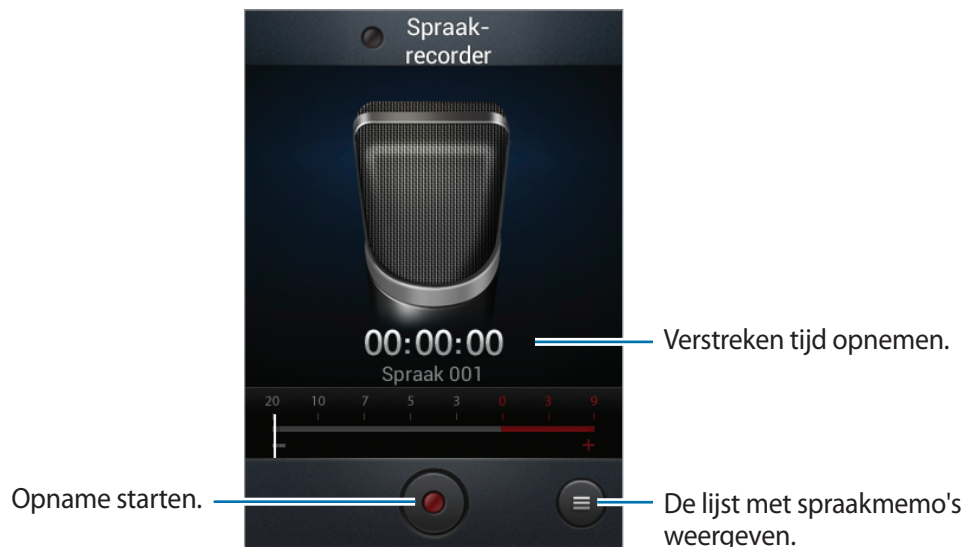 Spraak-
recorder
00:00:00
Verstreken tijd opnemen.
Spraak 001
20 10 7 5 3 0 3 9
- +
Opname starten.
De lijst met spraakmemo's
weergeven.